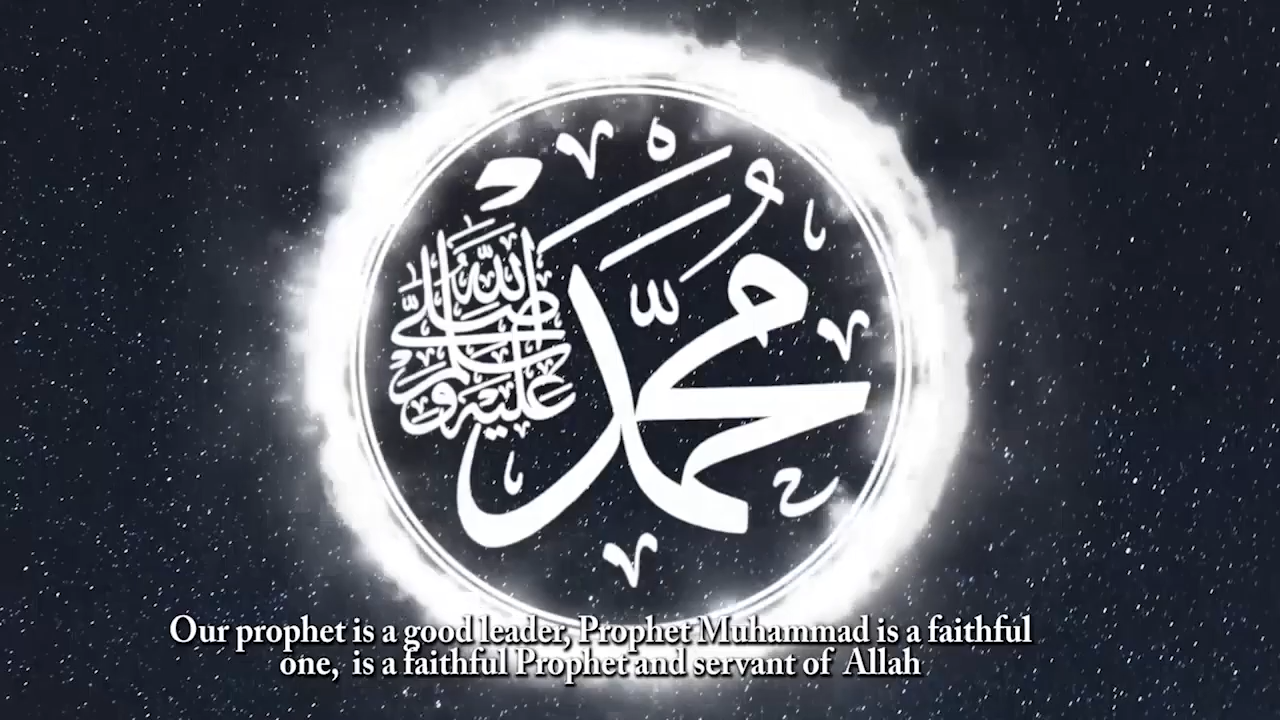 محمد
صلى الله عليه وسلم
Our prophet is a good leader, Prophet Muhammad is a faithful
one, is a faithful Prophet and servant of Allah